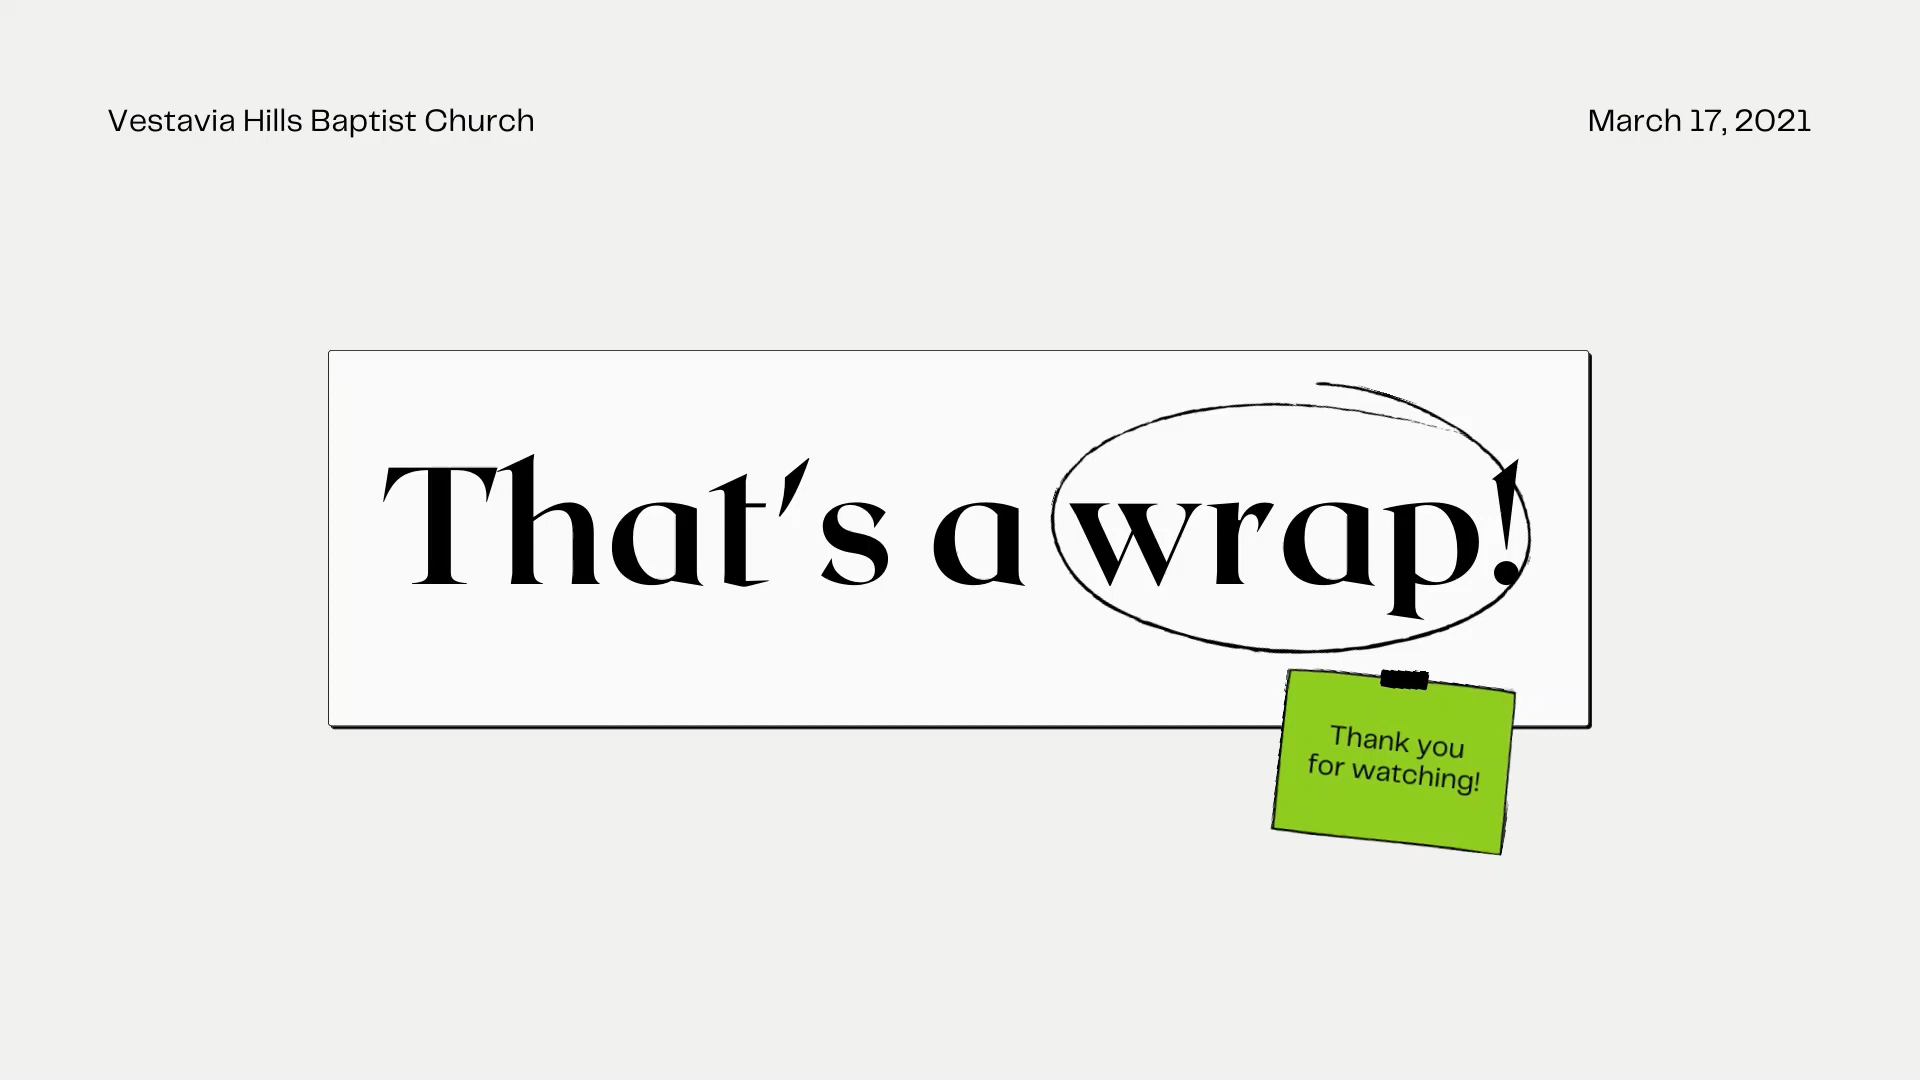 Vestavia Hills Baptist Church
March 17, 2021
That's a wrap!
Thank you
for watching!